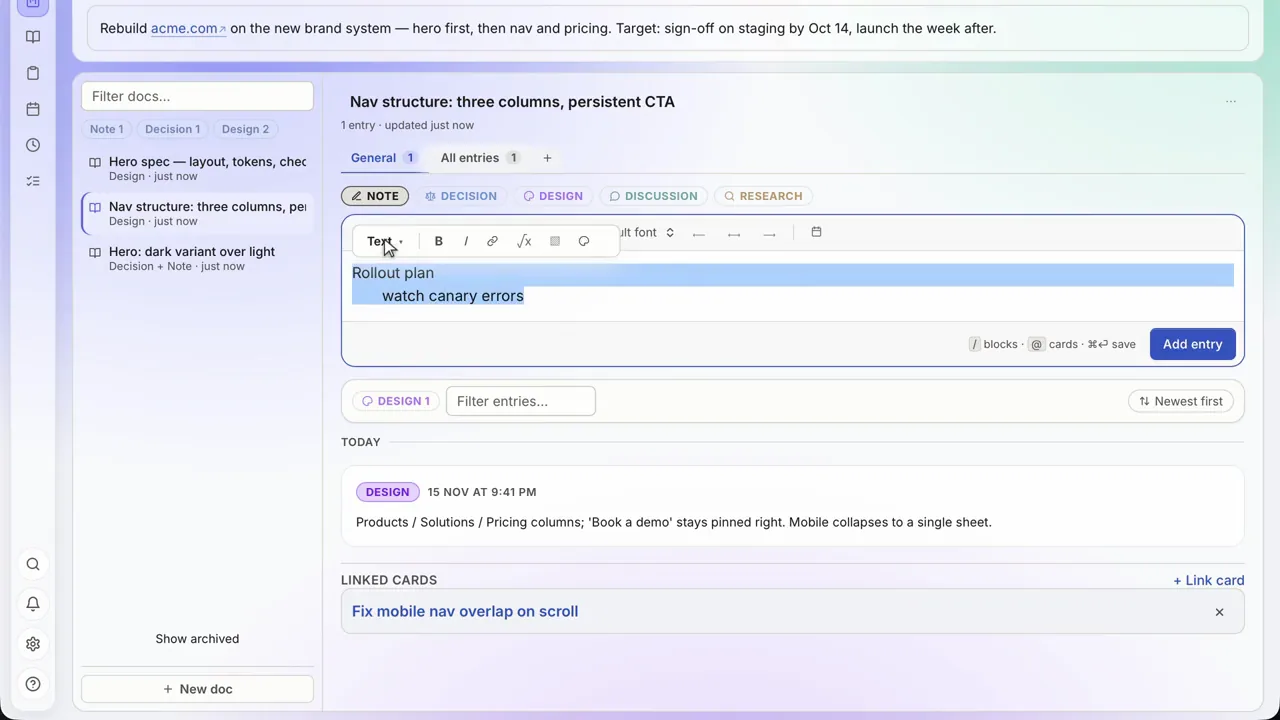 Rebuild acme.com↗ on the new brand system — hero first, then nav and pricing. Target: sign-off on staging by Oct 14, launch the week after.
Filter docs...
Note 1 Decision 1 Design 2
Hero spec — layout, tokens, chec
Design · just now
Nav structure: three columns, per
Design · just now
Hero: dark variant over light
Decision + Note · just now
Show archived
+ New doc
Nav structure: three columns, persistent CTA
...
1 entry · updated just now
General 1 All entries 1 +
NOTE DECISION DESIGN DISCUSSION RESEARCH
Text B I √x ult font
Rollout plan
watch canary errors
/ blocks · @ cards · ⌘↵ save Add entry
DESIGN 1 Filter entries... Newest first
TODAY
DESIGN 15 NOV AT 9:41 PM
Products / Solutions / Pricing columns; 'Book a demo' stays pinned right. Mobile collapses to a single sheet.
LINKED CARDS + Link card
Fix mobile nav overlap on scroll ×